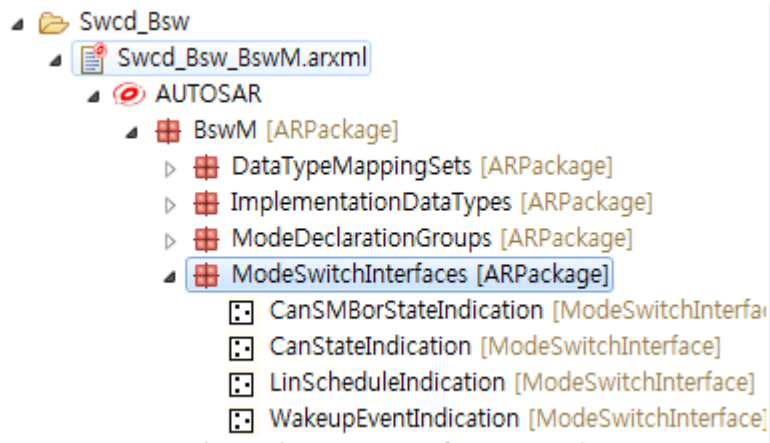 Swcd_Bsw
Swcd_Bsw_BswM.arxml
AUTOSAR
BswM [ARPackage]
DataTypeMappingSets [ARPackage]
ImplementationDataTypes [ARPackage]
ModeDeclarationGroups [ARPackage]
ModeSwitchInterfaces [ARPackage]
CanSMBorStateIndication [ModeSwitchInterfa
CanStateIndication [ModeSwitchInterface]
LinScheduleIndication [ModeSwitchInterface]
WakeupEventIndication [ModeSwitchInterface]